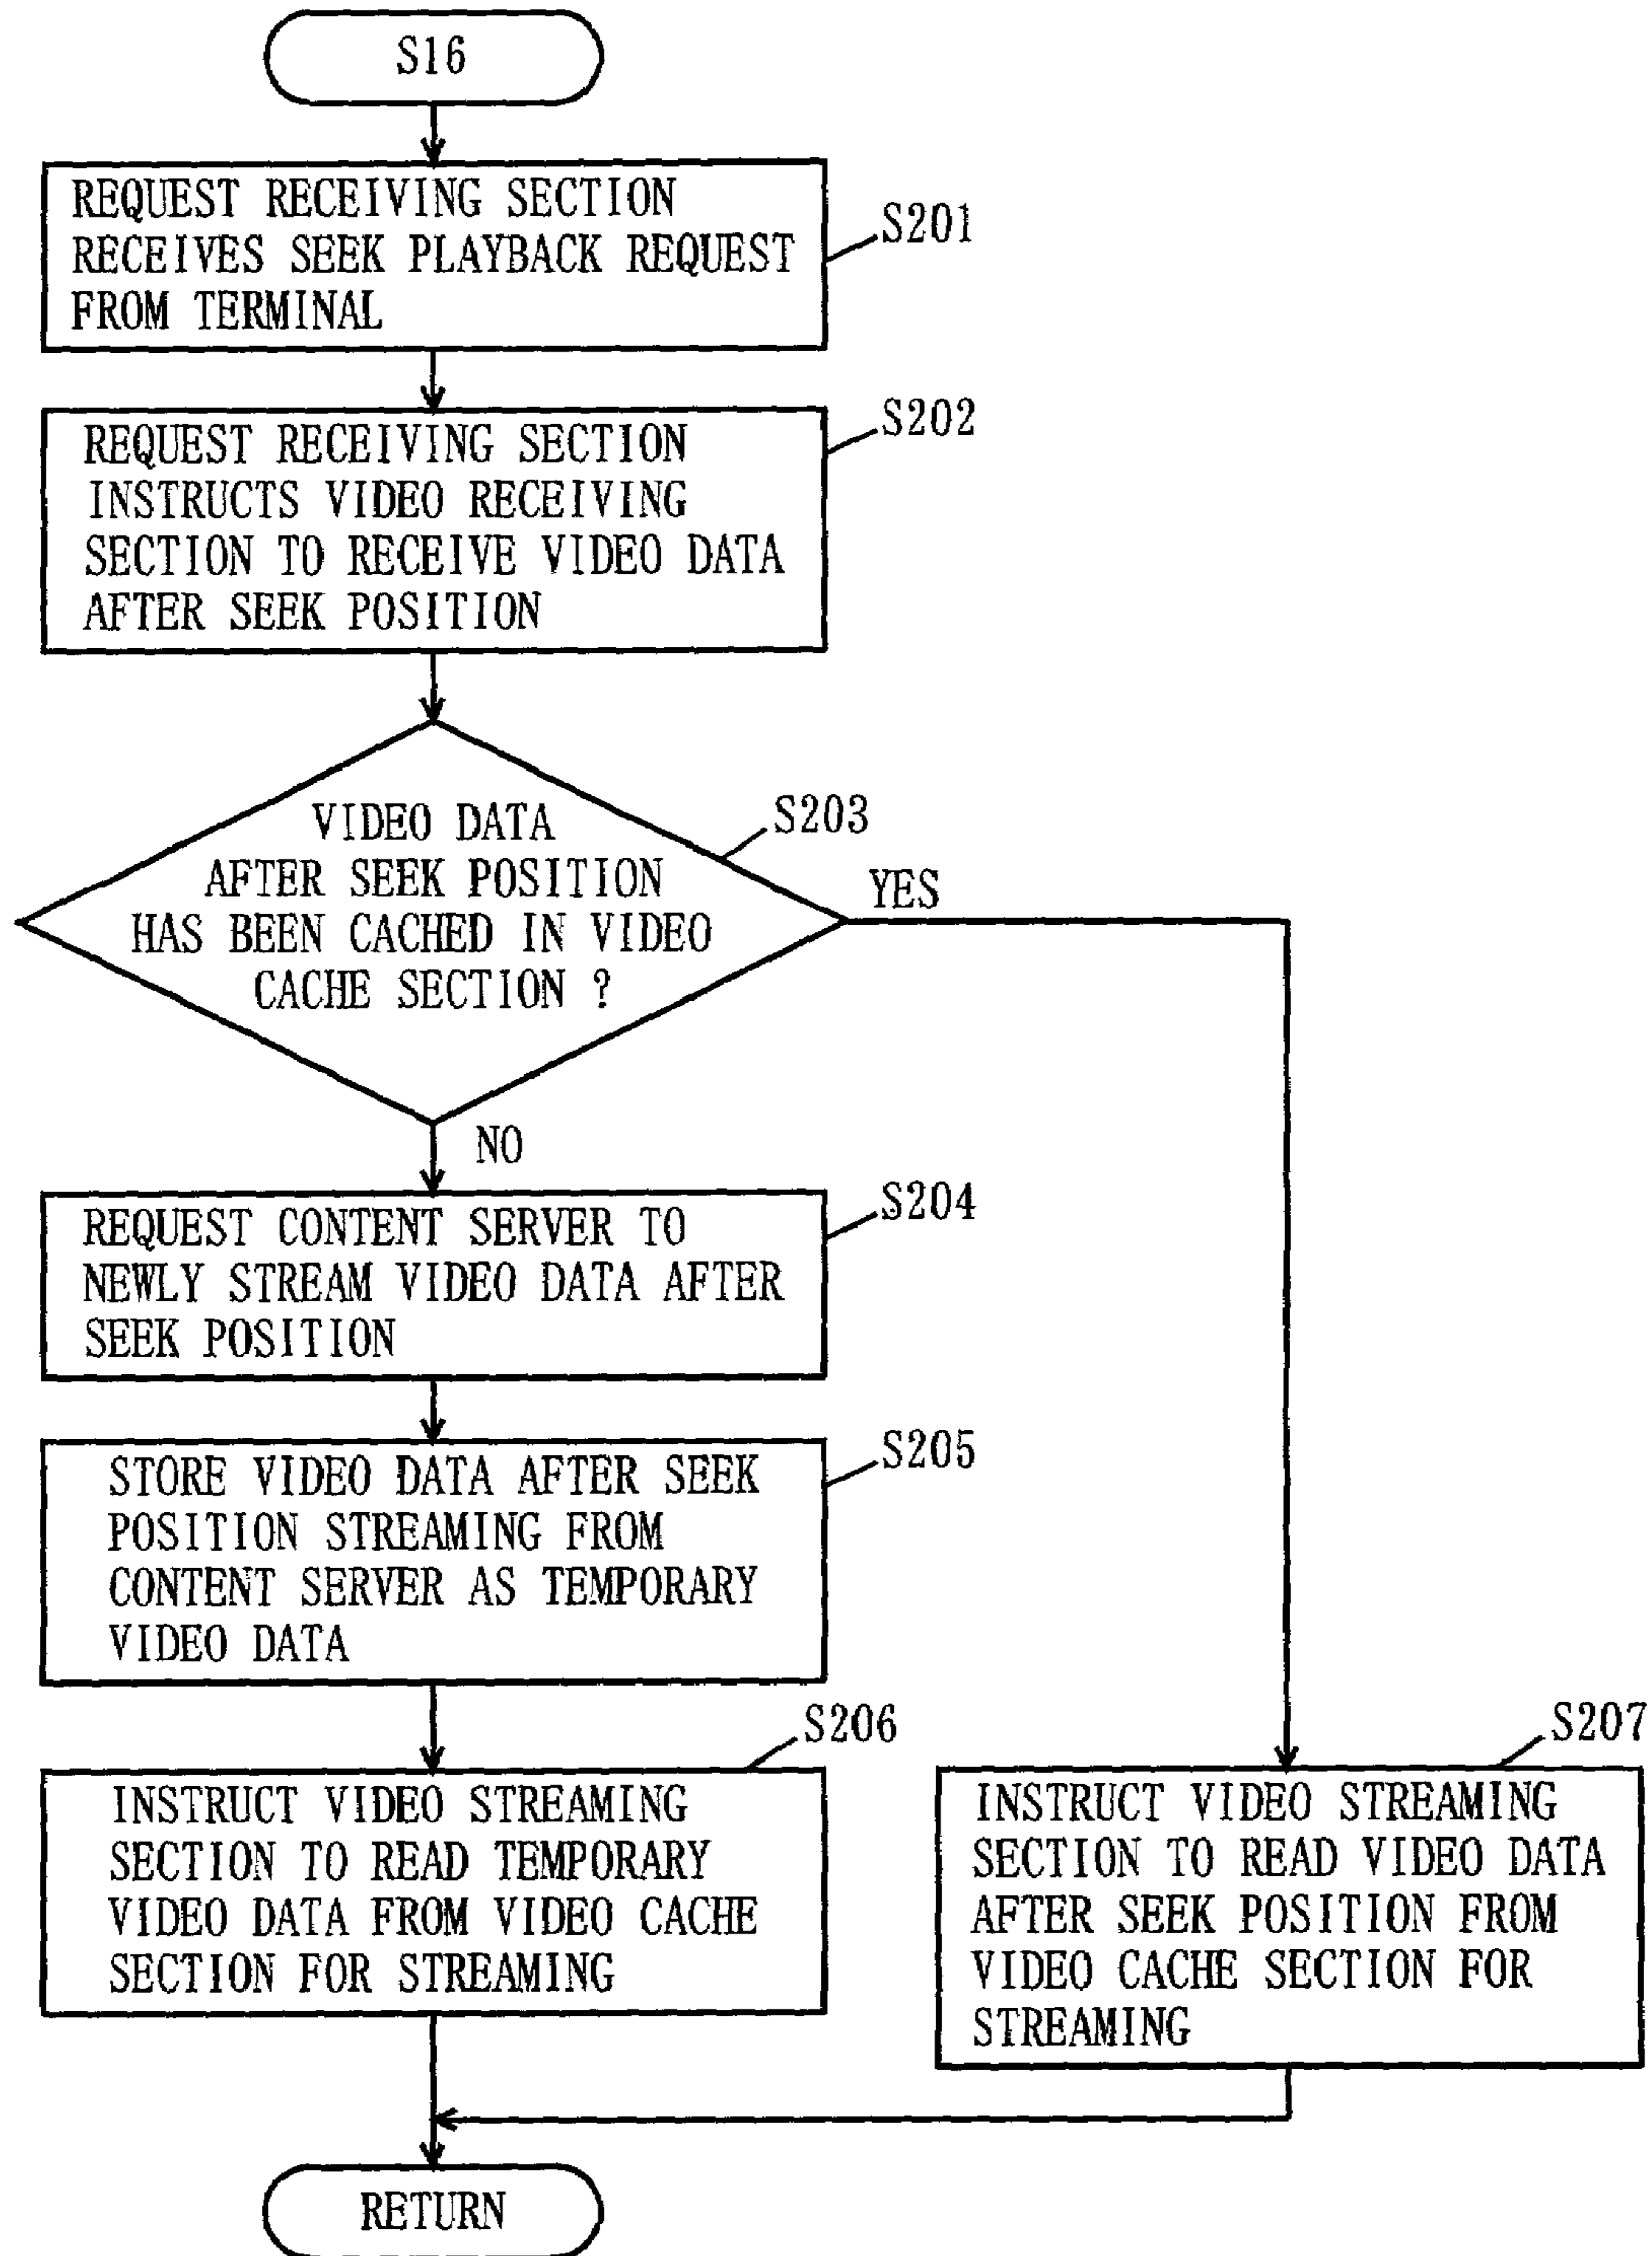 S16
REQUEST RECEIVING SECTION
RECEIVES SEEK PLAYBACK REQUEST
FROM TERMINAL
S201
REQUEST RECEIVING SECTION
INSTRUCTS VIDEO RECEIVING
SECTION TO RECEIVE VIDEO DATA
AFTER SEEK POSITION
S202
VIDEO DATA
AFTER SEEK POSITION
HAS BEEN CACHED IN VIDEO
CACHE SECTION ?
S203
YES
NO
REQUEST CONTENT SERVER TO
NEWLY STREAM VIDEO DATA AFTER
SEEK POSITION
S204
STORE VIDEO DATA AFTER SEEK
POSITION STREAMING FROM
CONTENT SERVER AS TEMPORARY
VIDEO DATA
S205
INSTRUCT VIDEO STREAMING
SECTION TO READ TEMPORARY
VIDEO DATA FROM VIDEO CACHE
SECTION FOR STREAMING
S206
INSTRUCT VIDEO STREAMING
SECTION TO READ VIDEO DATA
AFTER SEEK POSITION FROM
VIDEO CACHE SECTION FOR
STREAMING
S207
RETURN